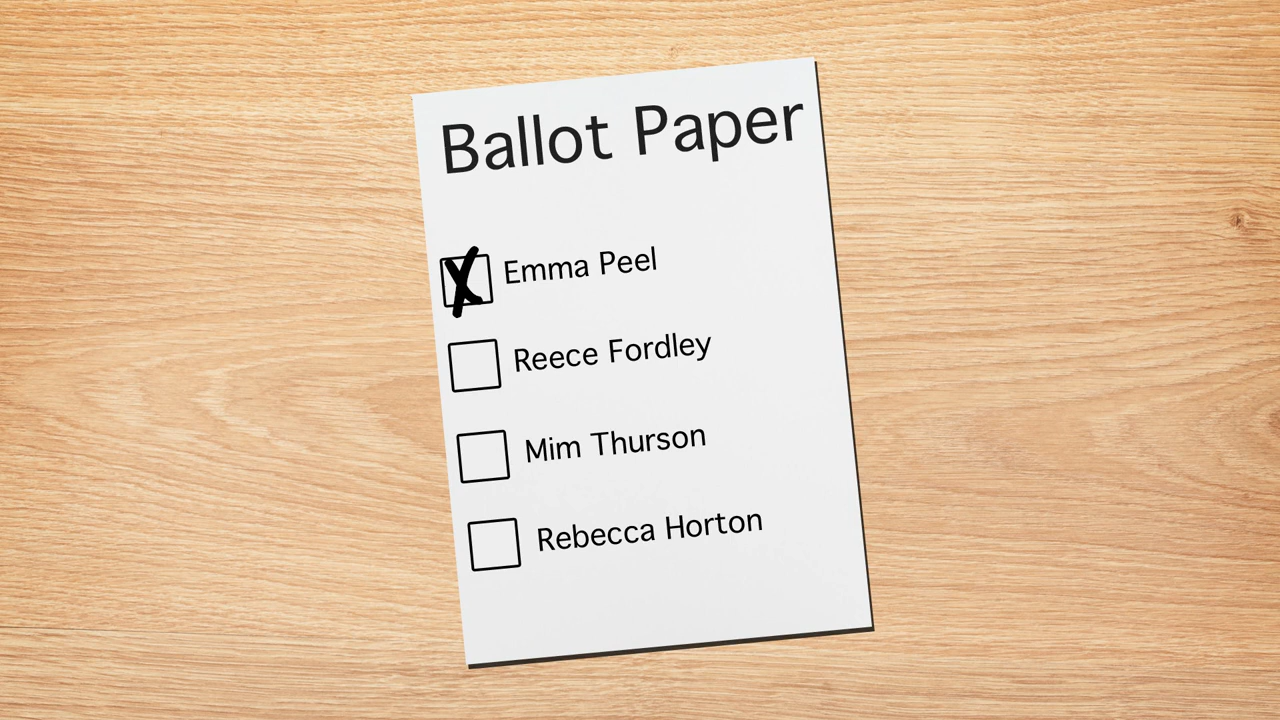 Ballot Paper
Emma Peel
Reece Fordley
Mim Thurson
Rebecca Horton